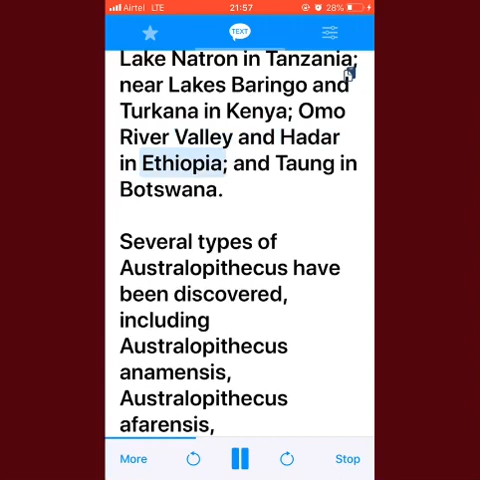 Airtel LTE 21:57 28%
TEXT
Lake Natron in Tanzania;
near Lakes Baringo and
Turkana in Kenya; Omo
River Valley and Hadar
in Ethiopia; and Taung in
Botswana.
Several types of
Australopithecus have
been discovered,
including
Australopithecus
anamensis,
Australopithecus
afarensis,
More Stop